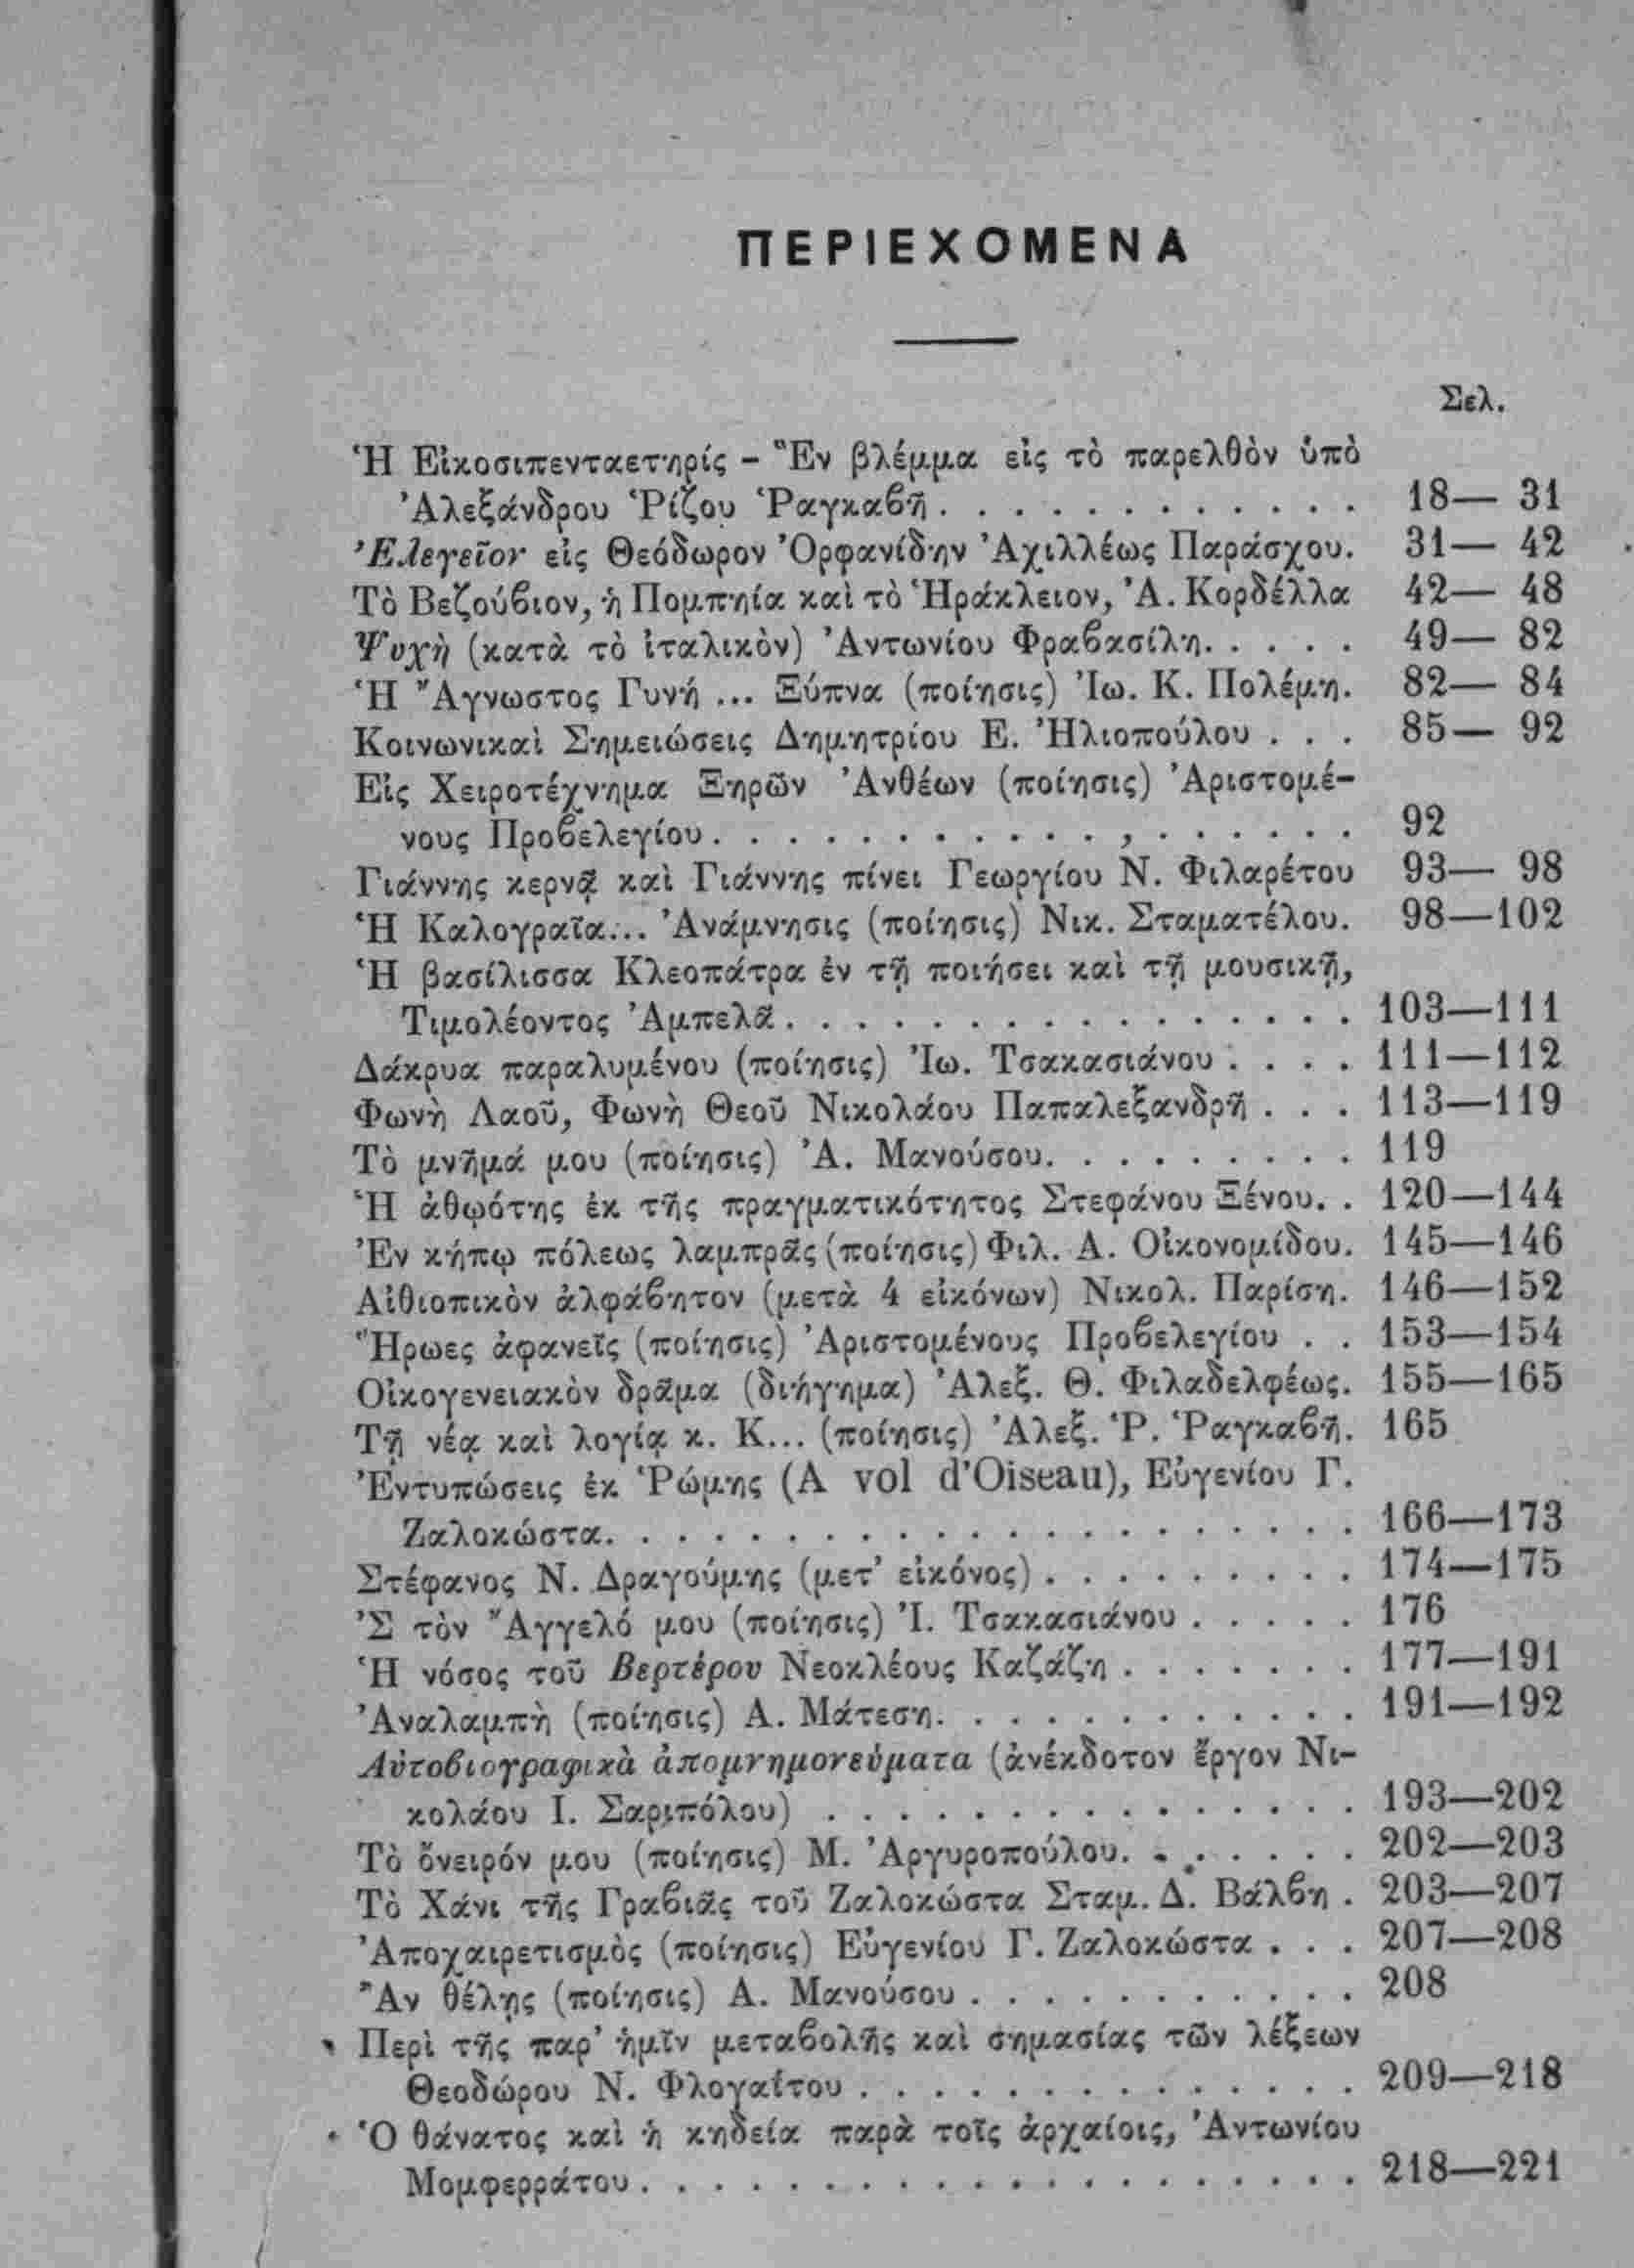 ΠΕΡΙΕΧΟΜΕΝΑ
Σελ.
Ἡ Εἰκοσιπενταετηρίς – Ἓν βλέμμα εἰς τὸ παρελθὸν ὑπὸ
Ἀλεξάνδρου Ῥίζου Ῥαγκαβῆ. . . . . . . . . . . . 18— 31
Ἐλεγεῖον εἰς Θεόδωρον Ὀρφανίδην Ἀχιλλέως Παράσχου. 31— 42
Τὸ Βεζούβιον, ἡ Πομπηία καὶ τὸ Ἡράκλειον, Ἀ. Κορδέλλα 42— 48
Ψυχὴ (κατὰ τὸ ἰταλικὸν) Ἀντωνίου Φραβασίλη. . . . . 49— 82
Ἡ Ἄγνωστος Γυνή ... Ξύπνα (ποίησις) Ἰω. Κ. Πολέμη. 82— 84
Κοινωνικαὶ Σημειώσεις Δημητρίου Ε. Ἡλιοπούλου . . . 85— 92
Εἰς Χειροτέχνημα Ξηρῶν Ἀνθέων (ποίησις) Ἀριστομέ-
νους Προβελεγίου. . . . . . . . . . . , . . . . . . 92
Γιάννης κερνᾷ καὶ Γιάννης πίνει Γεωργίου Ν. Φιλαρέτου 93— 98
Ἡ Καλογραῖα... Ἀνάμνησις (ποίησις) Νικ. Σταματέλου. 98—102
Ἡ βασίλισσα Κλεοπάτρα ἐν τῇ ποιήσει καὶ τῇ μουσικῇ,
Τιμολέοντος Ἀμπελᾶ. . . . . . . . . . . . . . . . 103—111
Δάκρυα παραλυμένου (ποίησις) Ἰω. Τσακασιάνου . . . . 111—112
Φωνὴ Λαοῦ, Φωνὴ Θεοῦ Νικολάου Παπαλεξανδρῆ . . . 113—119
Τὸ μνῆμά μου (ποίησις) Ἀ. Μανούσου. . . . . . . . . 119
Ἡ ἀθῳότης ἐκ τῆς πραγματικότητος Στεφάνου Ξένου. . 120—144
Ἐν κήπῳ πόλεως λαμπρᾶς (ποίησις) Φιλ. Α. Οἰκονομίδου. 145—146
Αἰθιοπικὸν ἀλφάβητον (μετὰ 4 εἰκόνων) Νικολ. Παρίση. 146—152
Ἥρωες ἀφανεῖς (ποίησις) Ἀριστομένους Προβελεγίου . . 153—154
Οἰκογενειακὸν δρᾶμα (διήγημα) Ἀλεξ. Θ. Φιλαδελφέως. 155—165
Τῇ νέᾳ καὶ λογίᾳ κ. Κ... (ποίησις) Ἀλεξ. Ῥ. Ῥαγκαβῆ. 165
Ἐντυπώσεις ἐκ Ῥώμης (A vol d'Oiseau), Εὐγενίου Γ.
Ζαλοκώστα. . . . . . . . . . . . . . . . . . . . . 166—173
Στέφανος Ν. Δραγούμης (μετ' εἰκόνος) . . . . . . . . . 174—175
Ἐ τὸν Ἄγγελό μου (ποίησις) Ἰ. Τσακασιάνου . . . . . 176
Ἡ νόσος τοῦ Βερτέρου Νεοκλέους Καζάζη . . . . . . . 177—191
Ἀναλαμπὴ (ποίησις) Α. Μάτεση. . . . . . . . . . . . 191—192
Αὐτοβιογραφικὰ ἀπομνημονεύματα (ἀνέκδοτον ἔργον Νι-
κολάου Ι. Σαριπόλου) . . . . . . . . . . . . . . . 193—202
Τὸ ὄνειρόν μου (ποίησις) Μ. Ἀργυροπούλου. . . . . . . 202—203
Τὸ Χάνι τῆς Γραβιᾶς τοῦ Ζαλοκώστα Σταμ. Δ. Βάλβη . 203—207
Ἀποχαιρετισμὸς (ποίησις) Εὐγενίου Γ. Ζαλοκώστα . . . 207—208
Ἂν θέλῃς (ποίησις) Α. Μανούσου . . . . . . . . . . . 208
Περὶ τῆς παρ' ἡμῖν μεταβολῆς καὶ σημασίας τῶν λέξεων
Θεοδώρου Ν. Φλογαΐτου . . . . . . . . . . . . . . 209—218
Ὁ θάνατος καὶ ἡ κηδεία παρὰ τοῖς ἀρχαίοις, Ἀντωνίου
Μομφερράτου. . . . . . . . . . . . . . . . . . . . 218—221